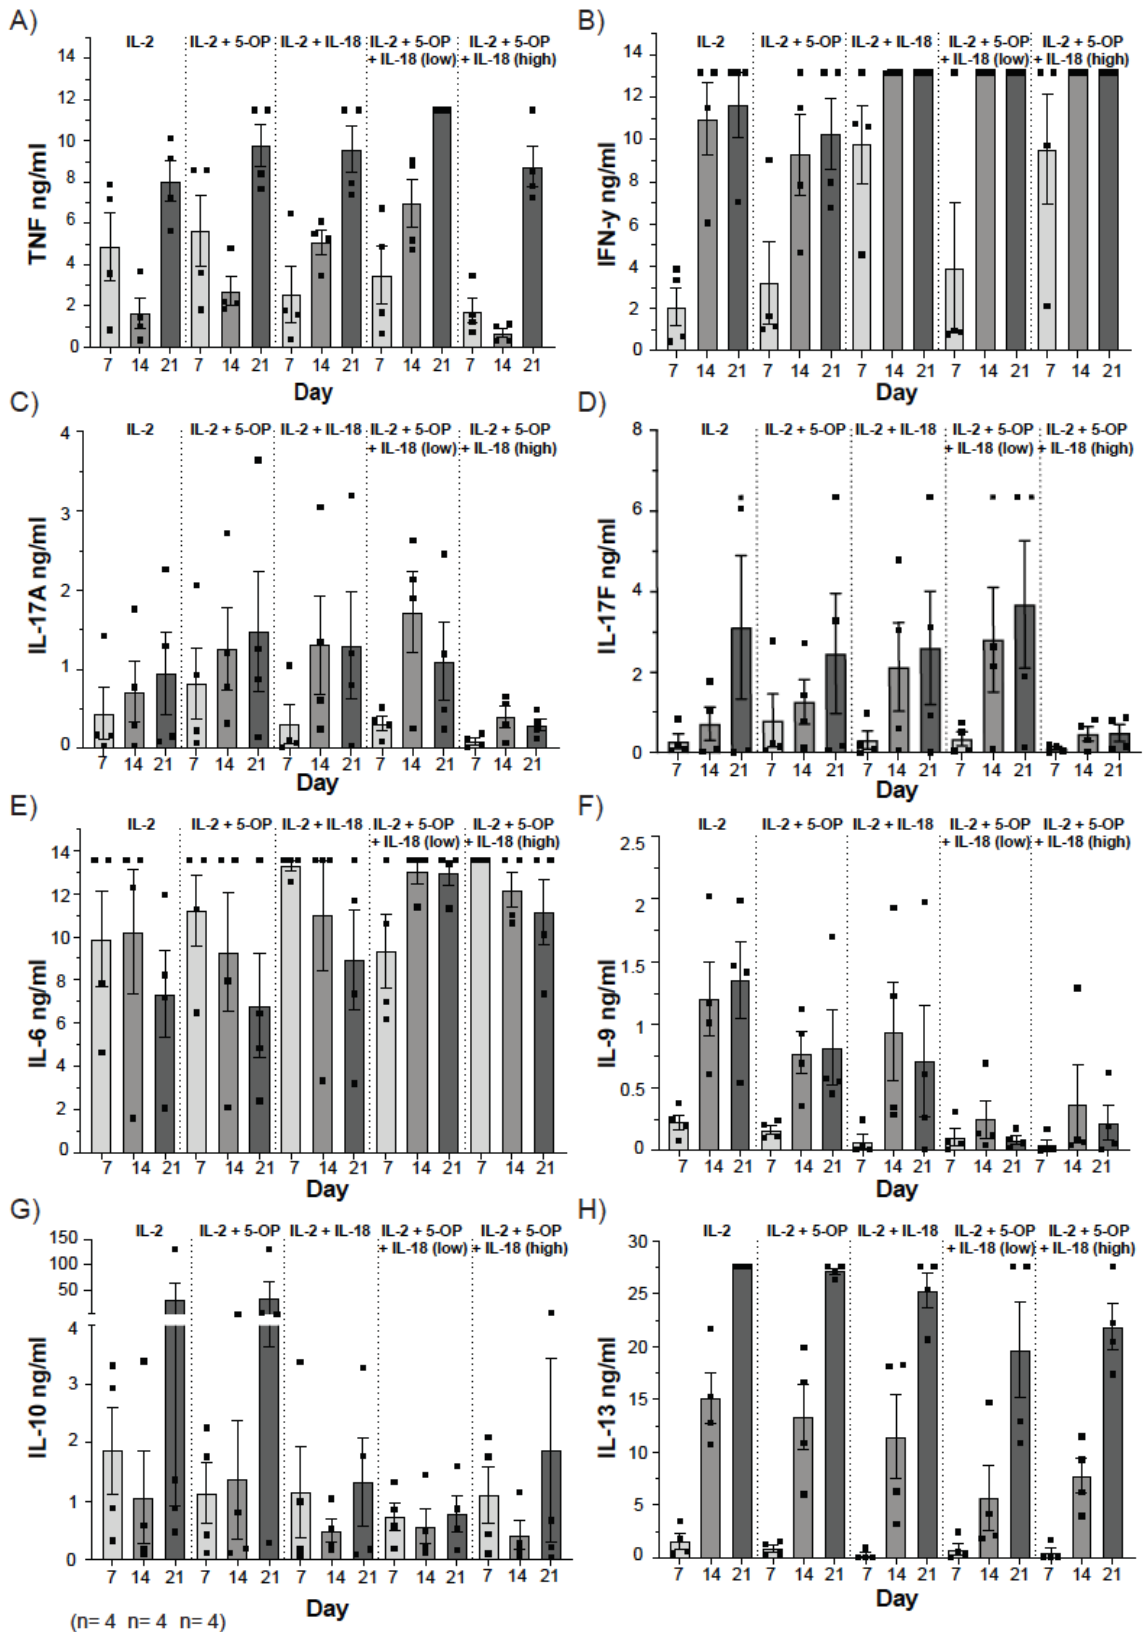 A)
IL-2 IL-2 + 5-OP IL-2 + IL-18 IL-2 + 5-OP IL-2 + 5-OP
+ IL-18 (low) + IL-18 (high)
TNF ng/ml
14
12
10
8
6
4
2
0
7 14 21 7 14 21 7 14 21 7 14 21 7 14 21
Day
B)
IL-2 IL-2 + 5-OP IL-2 + IL-18 IL-2 + 5-OP IL-2 + 5-OP
+ IL-18 (low) + IL-18 (high)
IFN-y ng/ml
14
12
10
8
6
4
2
0
7 14 21 7 14 21 7 14 21 7 14 21 7 14 21
Day
C)
IL-2 IL-2 + 5-OP IL-2 + IL-18 IL-2 + 5-OP IL-2 + 5-OP
+ IL-18 (low) + IL-18 (high)
IL-17A ng/ml
4
3
2
1
0
7 14 21 7 14 21 7 14 21 7 14 21 7 14 21
Day
D)
IL-2 IL-2 + 5-OP IL-2 + IL-18 IL-2 + 5-OP IL-2 + 5-OP
+ IL-18 (low) + IL-18 (high)
IL-17F ng/ml
8
6
4
2
0
7 14 21 7 14 21 7 14 21 7 14 21 7 14 21
Day
E)
IL-2 IL-2 + 5-OP IL-2 + IL-18 IL-2 + 5-OP IL-2 + 5-OP
+ IL-18 (low) + IL-18 (high)
IL-6 ng/ml
14
12
10
8
6
4
2
0
7 14 21 7 14 21 7 14 21 7 14 21 7 14 21
Day
F)
IL-2 IL-2 + 5-OP IL-2 + IL-18 IL-2 + 5-OP IL-2 + 5-OP
+ IL-18 (low) + IL-18 (high)
IL-9 ng/ml
2.5
2
1.5
1
0.5
0
7 14 21 7 14 21 7 14 21 7 14 21 7 14 21
Day
G)
IL-2 IL-2 + 5-OP IL-2 + IL-18 IL-2 + 5-OP IL-2 + 5-OP
+ IL-18 (low) + IL-18 (high)
IL-10 ng/ml
150
100
50
4
3
2
1
0
7 14 21 7 14 21 7 14 21 7 14 21 7 14 21
Day
(n= 4 n= 4 n= 4)
H)
IL-2 IL-2 + 5-OP IL-2 + IL-18 IL-2 + 5-OP IL-2 + 5-OP
+ IL-18 (low) + IL-18 (high)
IL-13 ng/ml
30
25
20
15
10
5
0
7 14 21 7 14 21 7 14 21 7 14 21 7 14 21
Day